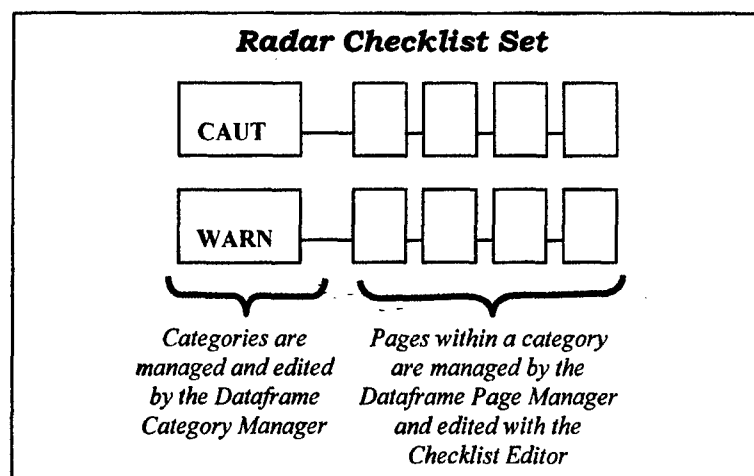 Radar Checklist Set
CAUT
WARN
Categories are
managed and edited
by the Dataframe
Category Manager
Pages within a category
are managed by the
Dataframe Page Manager
and edited with the
Checklist Editor